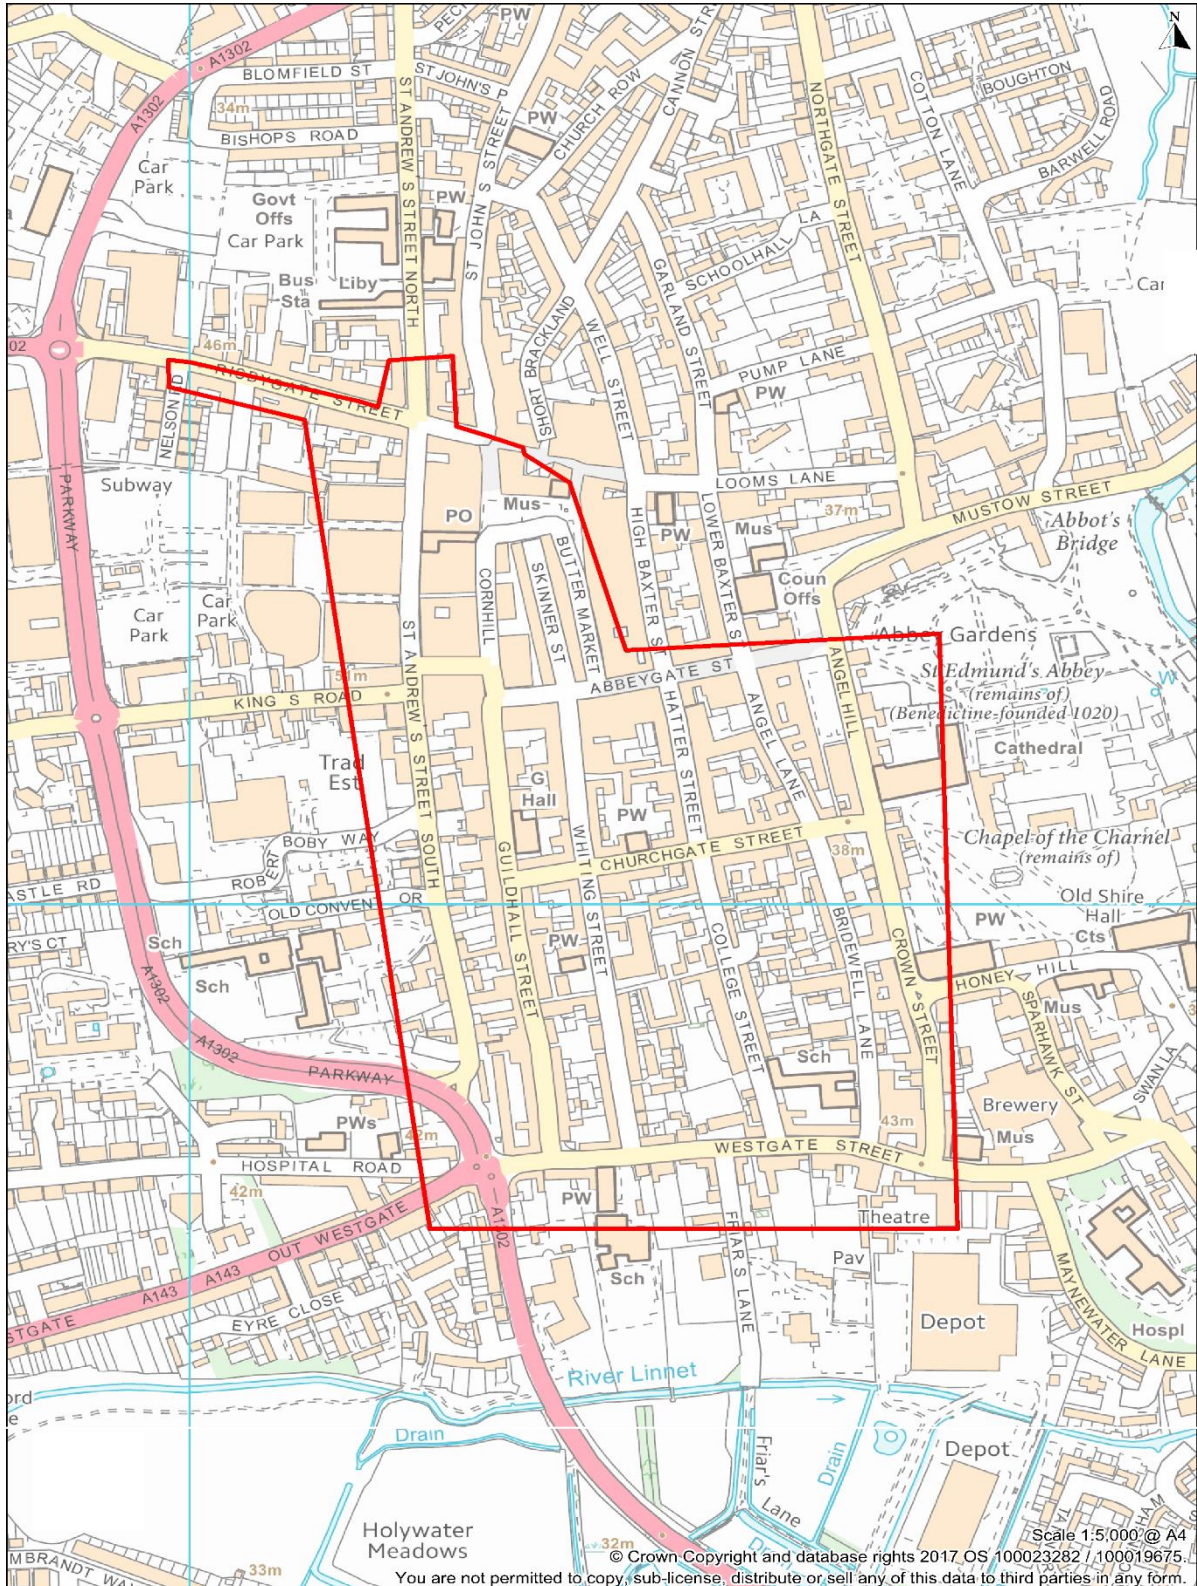 N
A1302
BLOMFIELD ST
ST JOHN'S P
PW
CHURCH ROW
CANNON STR
COTTON LANE
BOUGHTON
BARWELL ROAD
34m
A1302
BISHOPS ROAD
ST ANDREW S STREET NORTH
ST JOHN S STREET
PW
NORTHGATE STREET
Car
Park
Govt
Offs
Car Park
PW
SCHOOLHALL LA
GARLAND STREET
Bus
Sta
Liby
Car
02
46m
RISBYGATE STREET
SHORT BRACKLAND
WELL STREET
PUMP LANE
PW
NELSON RD
Subway
PARKWAY
LOOMS LANE
MUSTOW STREET
PO
Mus
HIGH BAXTER ST
PW
LOWER BAXTER S
Mus
37m
Abbot's
Bridge
CORNHILL
SKINNER ST
BUTTER MARKET
Coun
Offs
Car
Park
Car
Park
ST ANDREW'S STREET SOUTH
Abbey Gardens
51m
KING S ROAD
ABBEYGATE ST
ANGEL HILL
St Edmund's Abbey
(remains of)
(Benedictine-founded 1020)
W
HATTER STREET
ANGEL LANE
Cathedral
Trad
Est
G
Hall
PW
WHITING STREET
CHURCHGATE STREET
38m
Chapel of the Charnel
(remains of)
ROBERT BOBY WAY
GUILDHALL STREET
ASTLE RD
OLD CONVENT OR
Old Shire
Hall
Cts
PW
RY'S CT
Sch
Sch
PW
COLLEGE STREET
BRIDEWELL LANE
CROWN STREET
HONEY HILL
Mus
SPARHAWK ST
SWAN LA
A1302
A1302
PARKWAY
Sch
Brewery
Mus
PWs
42m
43m
HOSPITAL ROAD
WESTGATE STREET
42m
PW
A1302
OUT WESTGATE
A143
A143
STGATE
Theatre
FRIAR S LANE
Sch
Pav
EYRE CLOSE
Depot
MAYNEWATER LANE
Hospl
River Linnet
ord
e
Drain
Friar's
Lane
Drain
Depot
Holywater
Meadows
32m
Drain
33m
MBRANDT WAY
Scale 1:5,000 @ A4
© Crown Copyright and database rights 2017 OS 100023282 / 100019675.
You are not permitted to copy, sub-license, distribute or sell any of this data to third parties in any form.